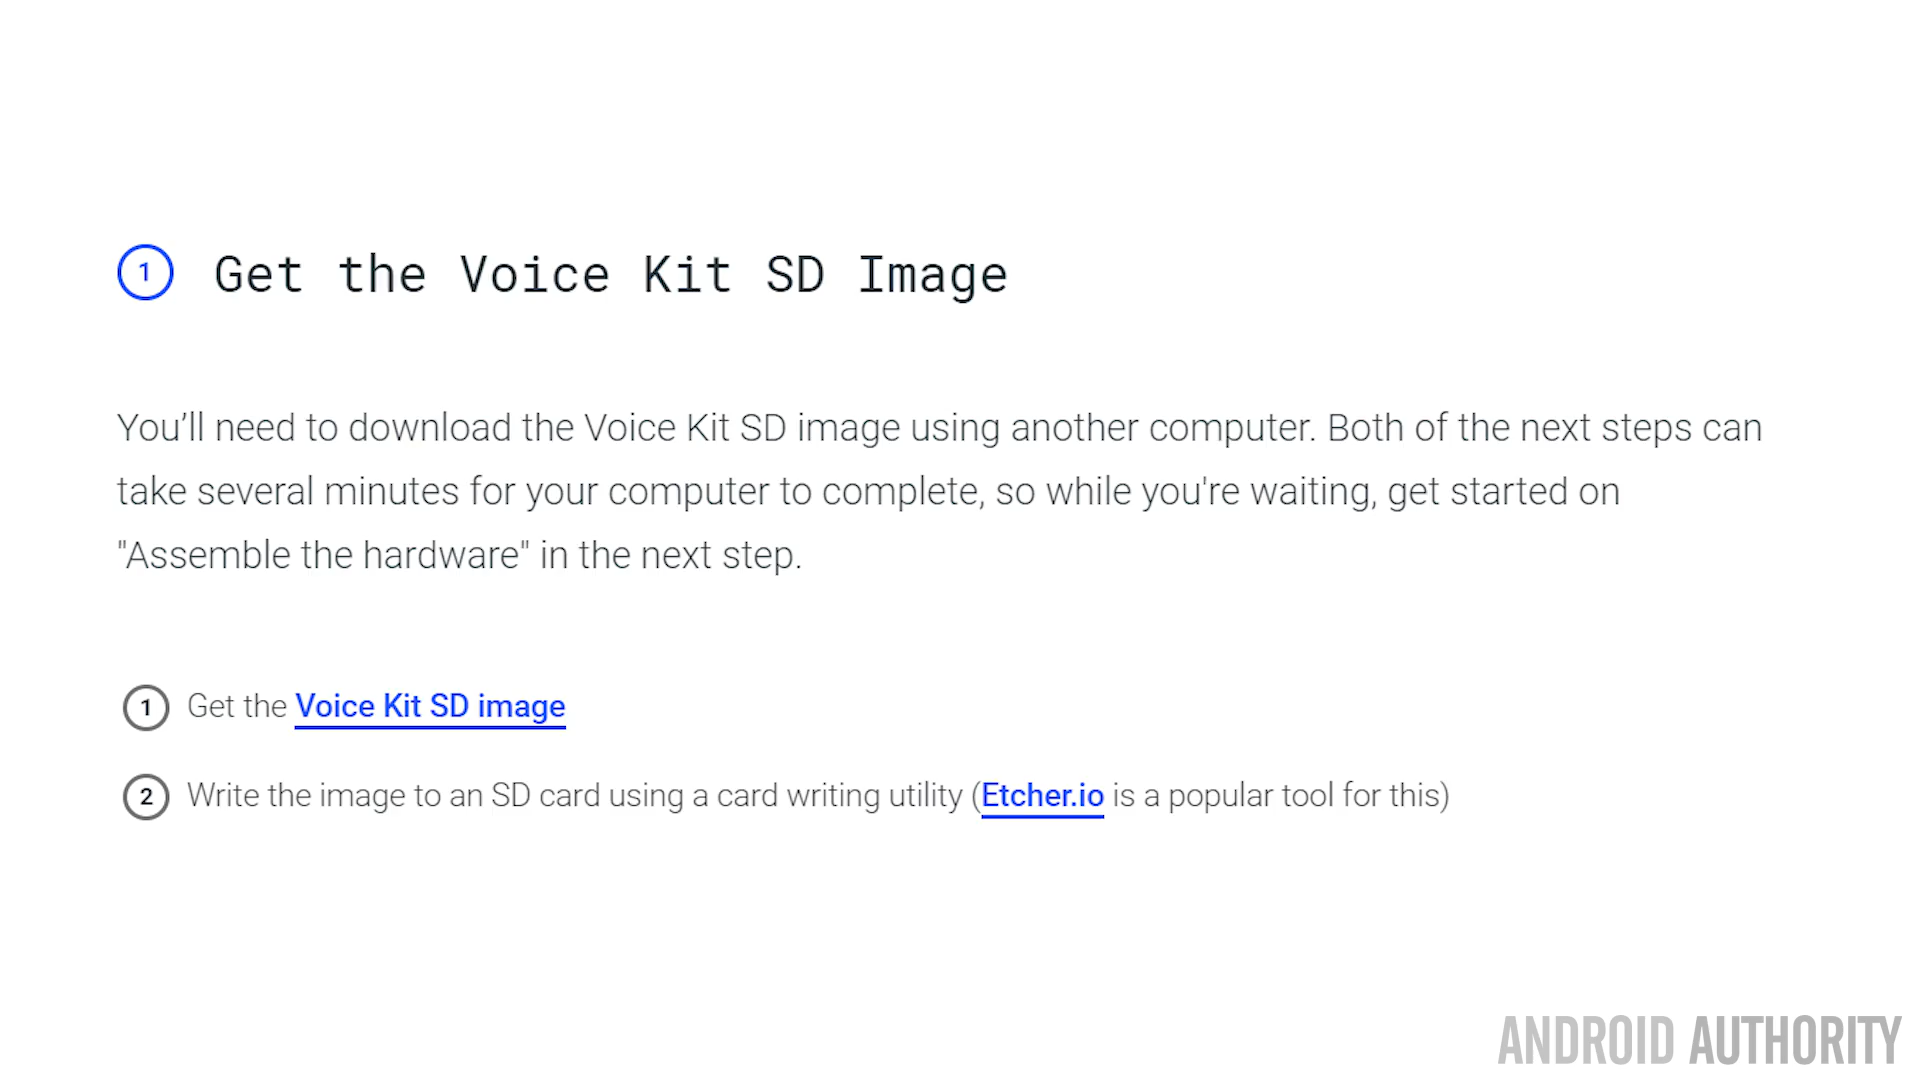 1 Get the Voice Kit SD Image
You’ll need to download the Voice Kit SD image using another computer. Both of the next steps can
take several minutes for your computer to complete, so while you're waiting, get started on
"Assemble the hardware" in the next step.
1 Get the Voice Kit SD image
2 Write the image to an SD card using a card writing utility (Etcher.io is a popular tool for this)
ANDROID AUTHORITY